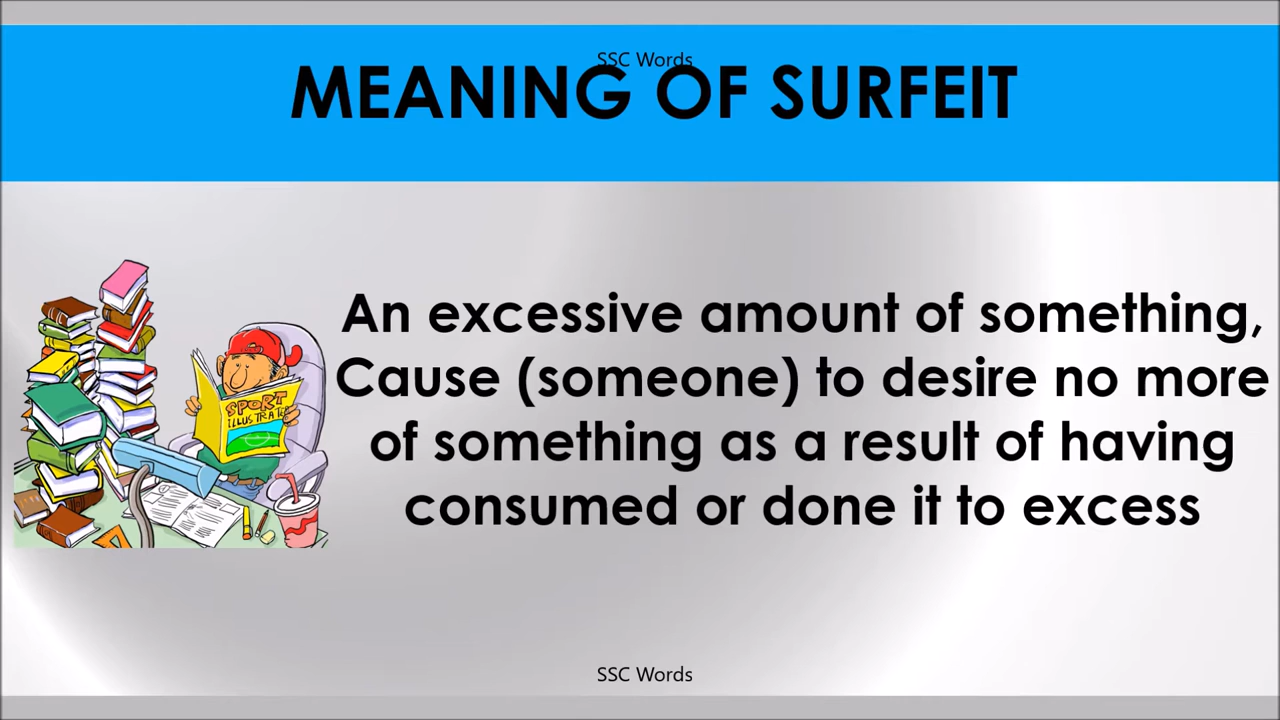 SSC Words
MEANING OF SURFEIT
An excessive amount of something,
Cause (someone) to desire no more
of something as a result of having
consumed or done it to excess
SPORT
ILLUSTRAT
SSC Words